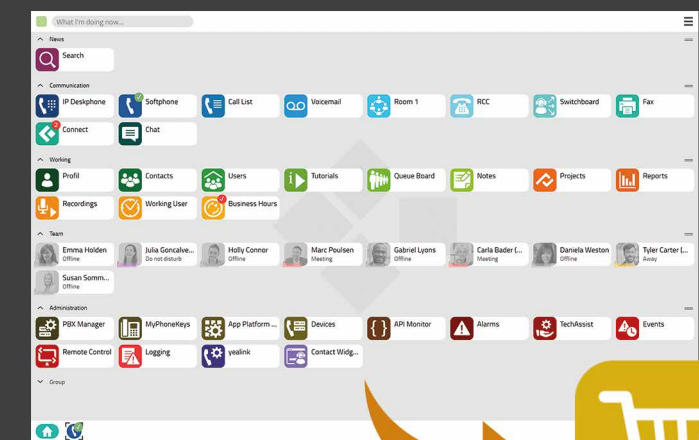 What I'm doing now...
News
Search
Communication
IP Deskphone Softphone Call List Voicemail Room 1 RCC Switchboard Fax
Connect Chat
Working
Profil Contacts Users Tutorials Queue Board Notes Projects Reports
Recordings Working User Business Hours
Team
Emma Holden Julia Goncalve... Holly Connor Marc Poulsen Gabriel Lyons Carla Bader (... Daniela Weston Tyler Carter (...
Offline Do not disturb Offline Meeting Offline Meeting Offline Away
Susan Somm...
Offline
Administration
PBX Manager MyPhoneKeys App Platform ... Devices API Monitor Alarms TechAssist Events
Remote Control Logging yealink Contact Widg...
Group